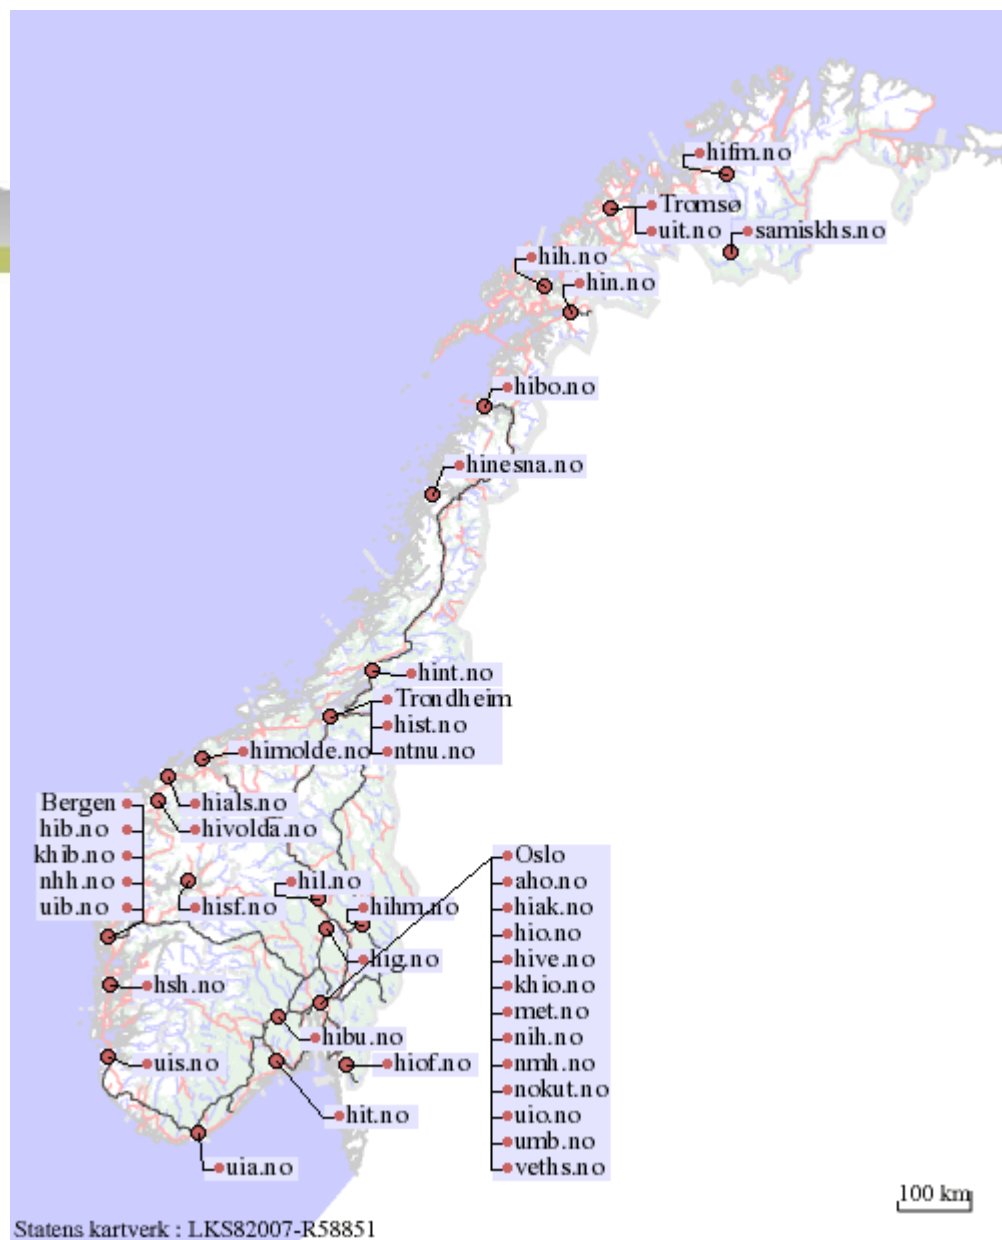 hifm.no
Tromsø
uit.no
samiskhs.no
hih.no
hin.no
hibo.no
hinesna.no
hint.no
Trondheim
hist.no
ntnu.no
himolde.no
hials.no
hivolda.no
Bergen
hib.no
khib.no
nhh.no
uib.no
hisf.no
hil.no
hihm.no
hig.no
Oslo
aho.no
hiak.no
hio.no
hive.no
khio.no
met.no
nih.no
nmh.no
nokut.no
uio.no
umb.no
veths.no
hsh.no
hibu.no
uis.no
hiof.no
hit.no
uia.no
100 km
Statens kartverk : LKS82007-R58851